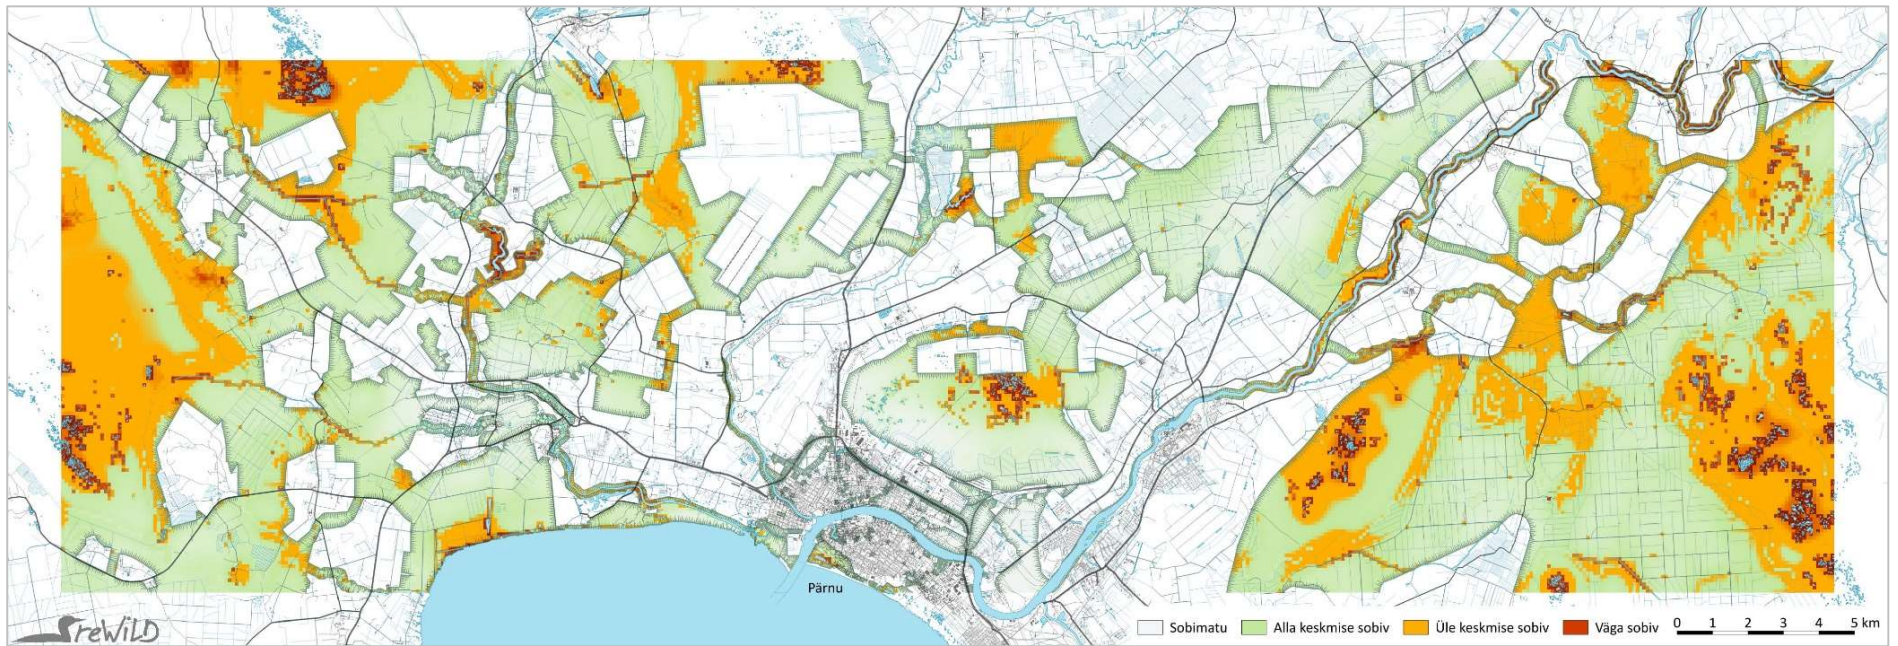 Pärnu
reWiLD
Sobimatu
Alla keskmise sobiv
Üle keskmise sobiv
Väga sobiv
0 1 2 3 4 5 km